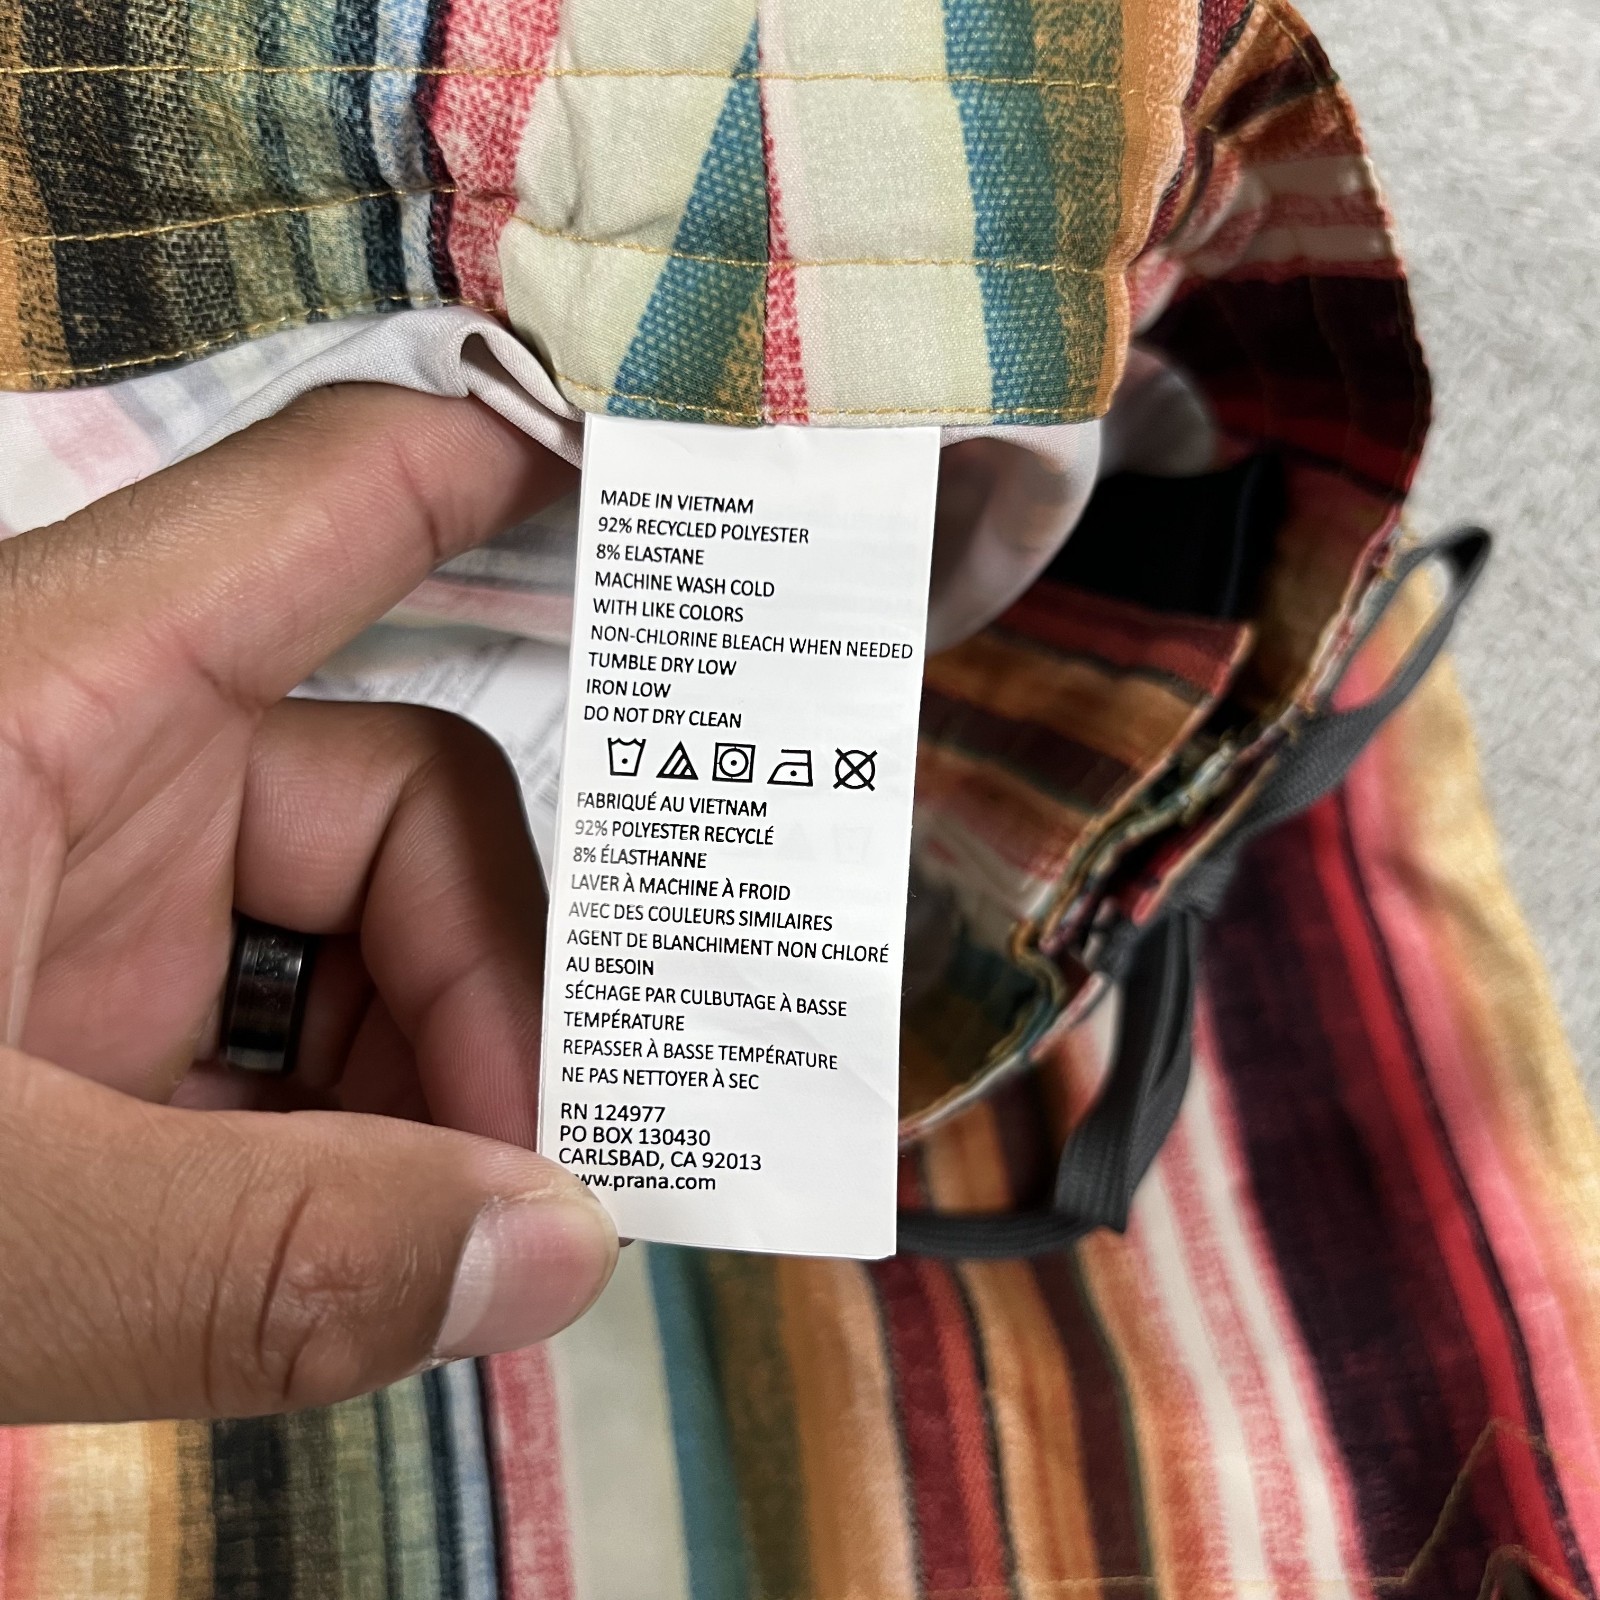 MADE IN VIETNAM
92% RECYCLED POLYESTER
8% ELASTANE
MACHINE WASH COLD
WITH LIKE COLORS
NON-CHLORINE BLEACH WHEN NEEDED
TUMBLE DRY LOW
IRON LOW
DO NOT DRY CLEAN
FABRIQUÉ AU VIETNAM
92% POLYESTER RECYCLÉ
8% ÉLASTHANNE
LAVER À MACHINE À FROID
AVEC DES COULEURS SIMILAIRES
AGENT DE BLANCHIMENT NON CHLORÉ
AU BESOIN
SÉCHAGE PAR CULBUTAGE À BASSE
TEMPÉRATURE
REPASSER À BASSE TEMPÉRATURE
NE PAS NETTOYER À SEC
RN 124977
PO BOX 130430
CARLSBAD, CA 92013
www.prana.com